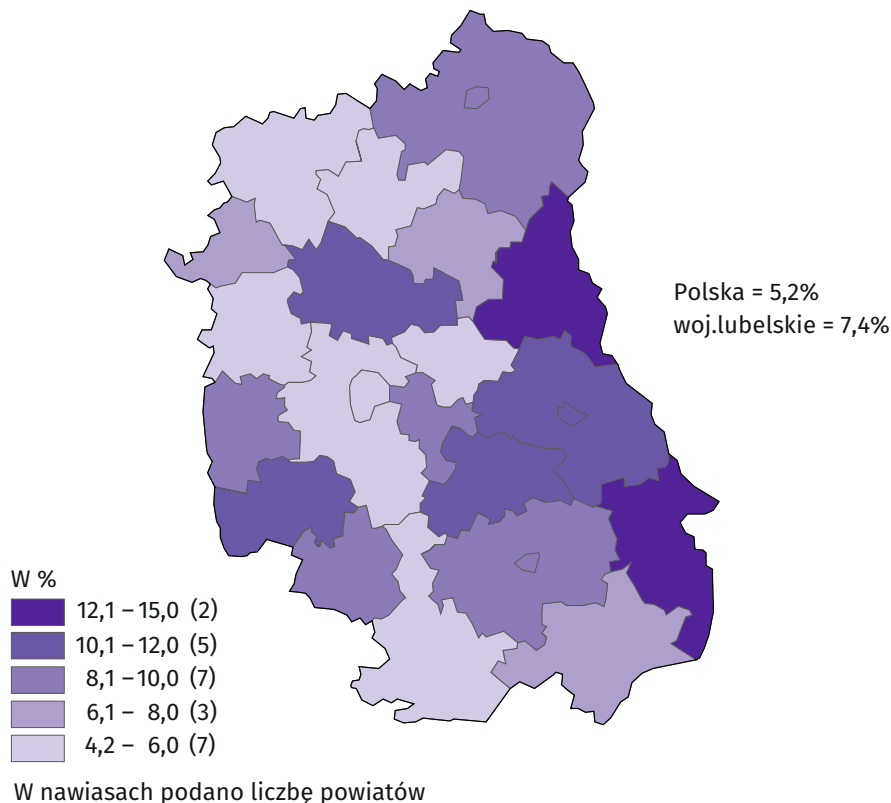 Polska = 5,2%
woj.lubelskie = 7,4%
W %
12,1 – 15,0 (2)
10,1 – 12,0 (5)
8,1 – 10,0 (7)
6,1 – 8,0 (3)
4,2 – 6,0 (7)
W nawiasach podano liczbę powiatów